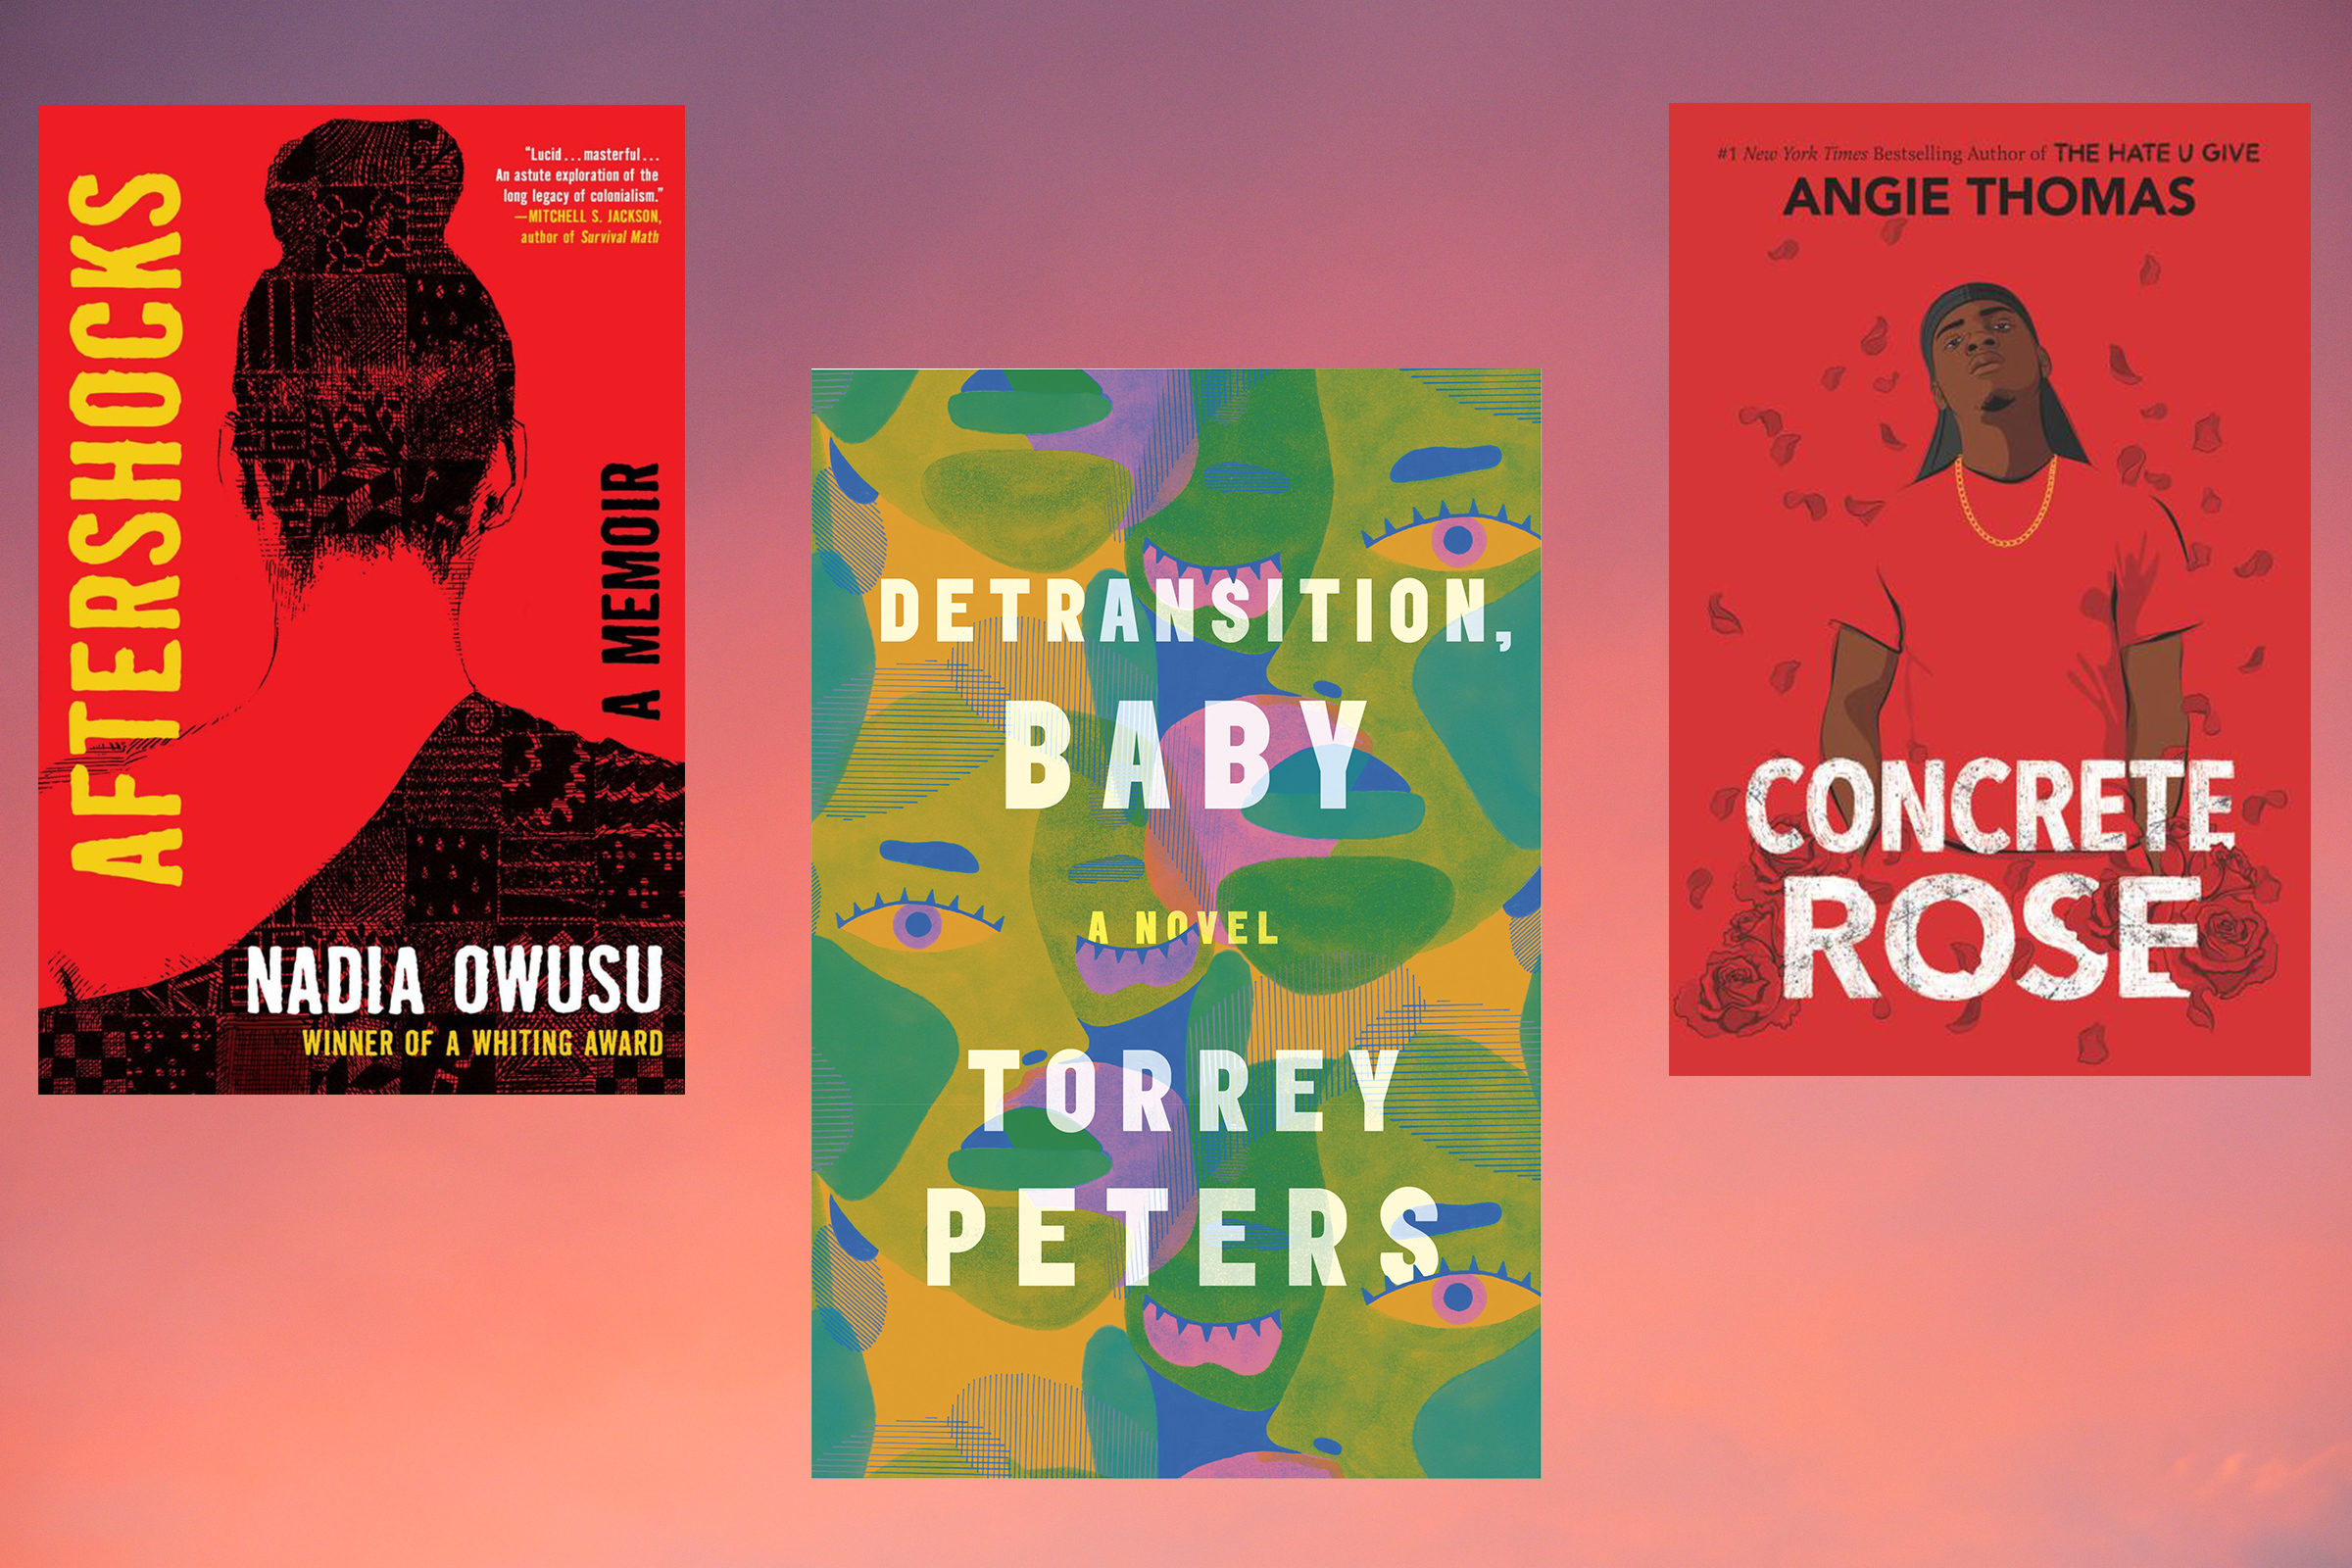 AFTERSHOCKS
“Lucid...masterful...
An astute exploration of the
long legacy of colonialism.”
—MITCHELL S. JACKSON,
author of Survival Math
A MEMOIR
NADIA OWUSU
WINNER OF A WHITING AWARD
DETRANSITION,
BABY
A NOVEL
TORREY
PETERS
#1 New York Times Bestselling Author of THE HATE U GIVE
ANGIE THOMAS
CONCRETE
ROSE